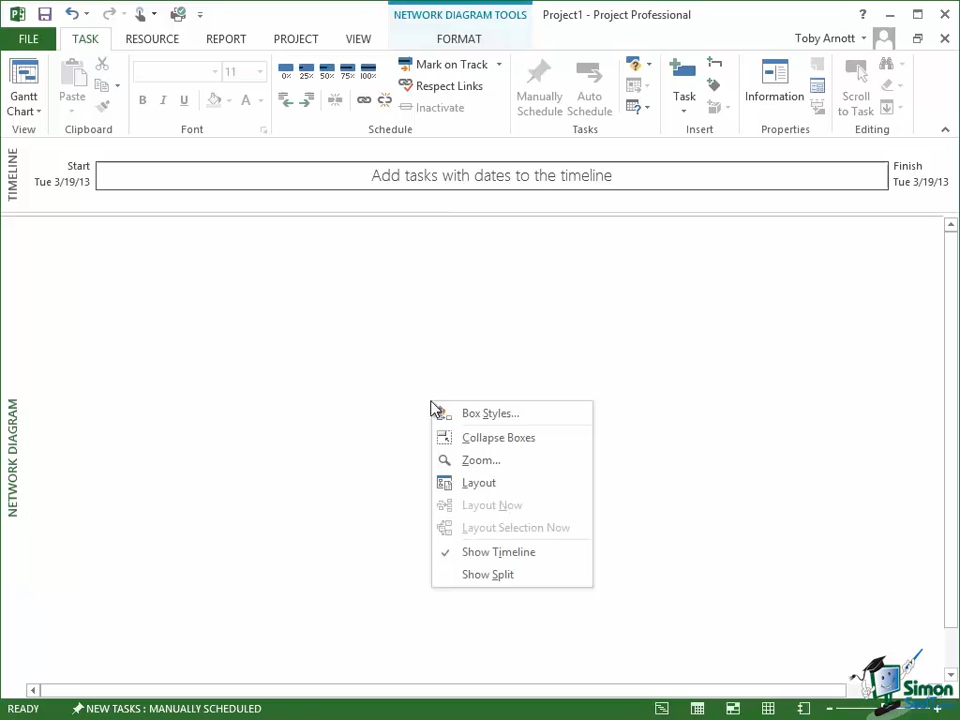 NETWORK DIAGRAM TOOLS
Project1 - Project Professional
?
FILE
TASK
RESOURCE
REPORT
PROJECT
VIEW
FORMAT
Toby Arnott
Gantt Chart
Paste
11
B I U
A
0% 25% 50% 75% 100%
Mark on Track
Respect Links
Inactivate
Manually Schedule
Auto Schedule
Task
Information
Scroll to Task
View
Clipboard
Font
Schedule
Tasks
Insert
Properties
Editing
TIMELINE
Start
Tue 3/19/13
Add tasks with dates to the timeline
Finish
Tue 3/19/13
NETWORK DIAGRAM
Box Styles...
Collapse Boxes
Zoom...
Layout
Layout Now
Layout Selection Now
Show Timeline
Show Split
READY
NEW TASKS : MANUALLY SCHEDULED
Simon